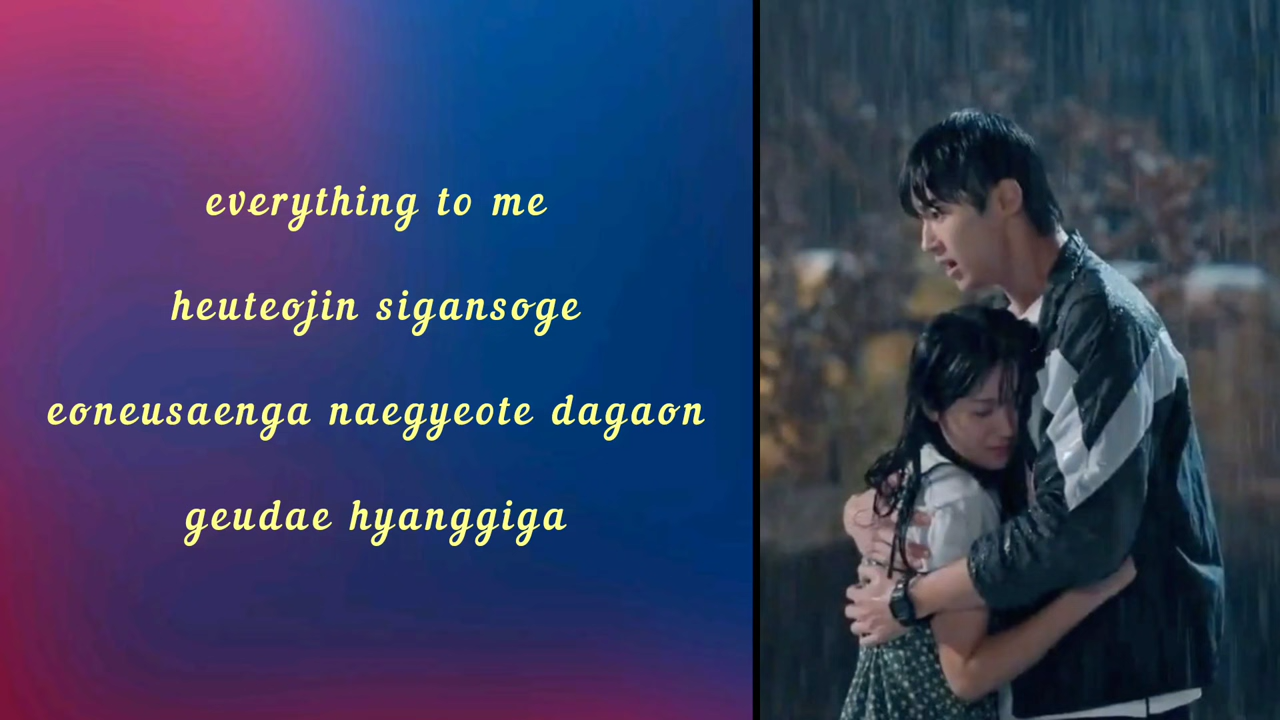 everything to me
heuteojin sigansoge
eoneusaenga naegyeote dagaon
geudae hyanggiga